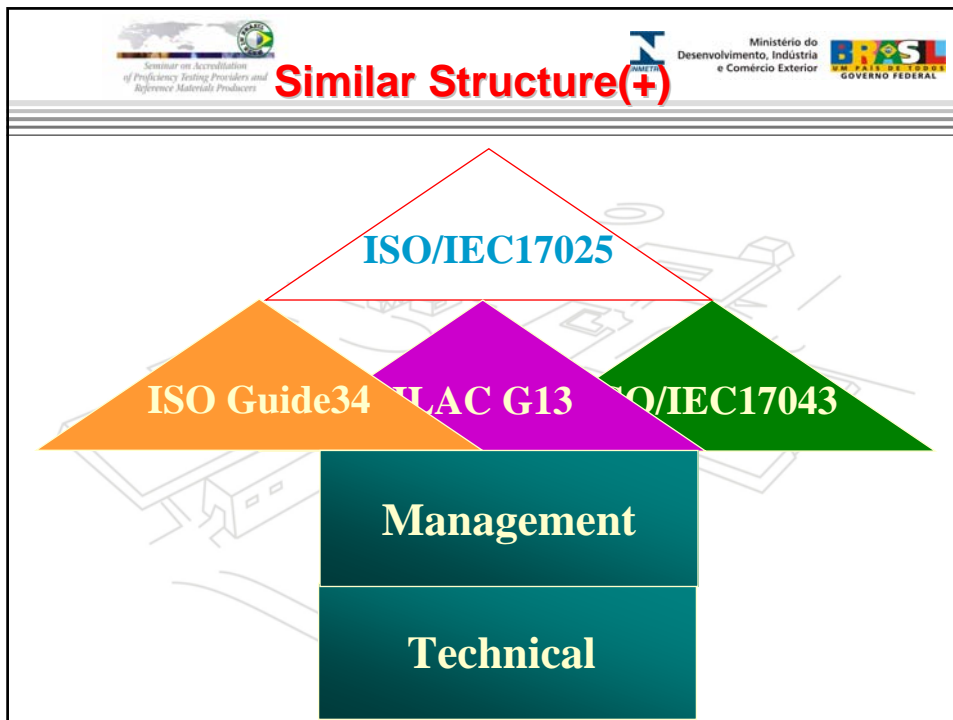 Seminar on Accreditation
of Proficiency Testing Providers and
Reference Materials Producers
Similar Structure(+)
INMETRO
Ministério do
Desenvolvimento, Indústria
e Comércio Exterior
BRASIL
UM PAÍS DE TODOS
GOVERNO FEDERAL
ISO/IEC17025
ISO Guide34
ILAC G13
O/IEC17043
Management
Technical